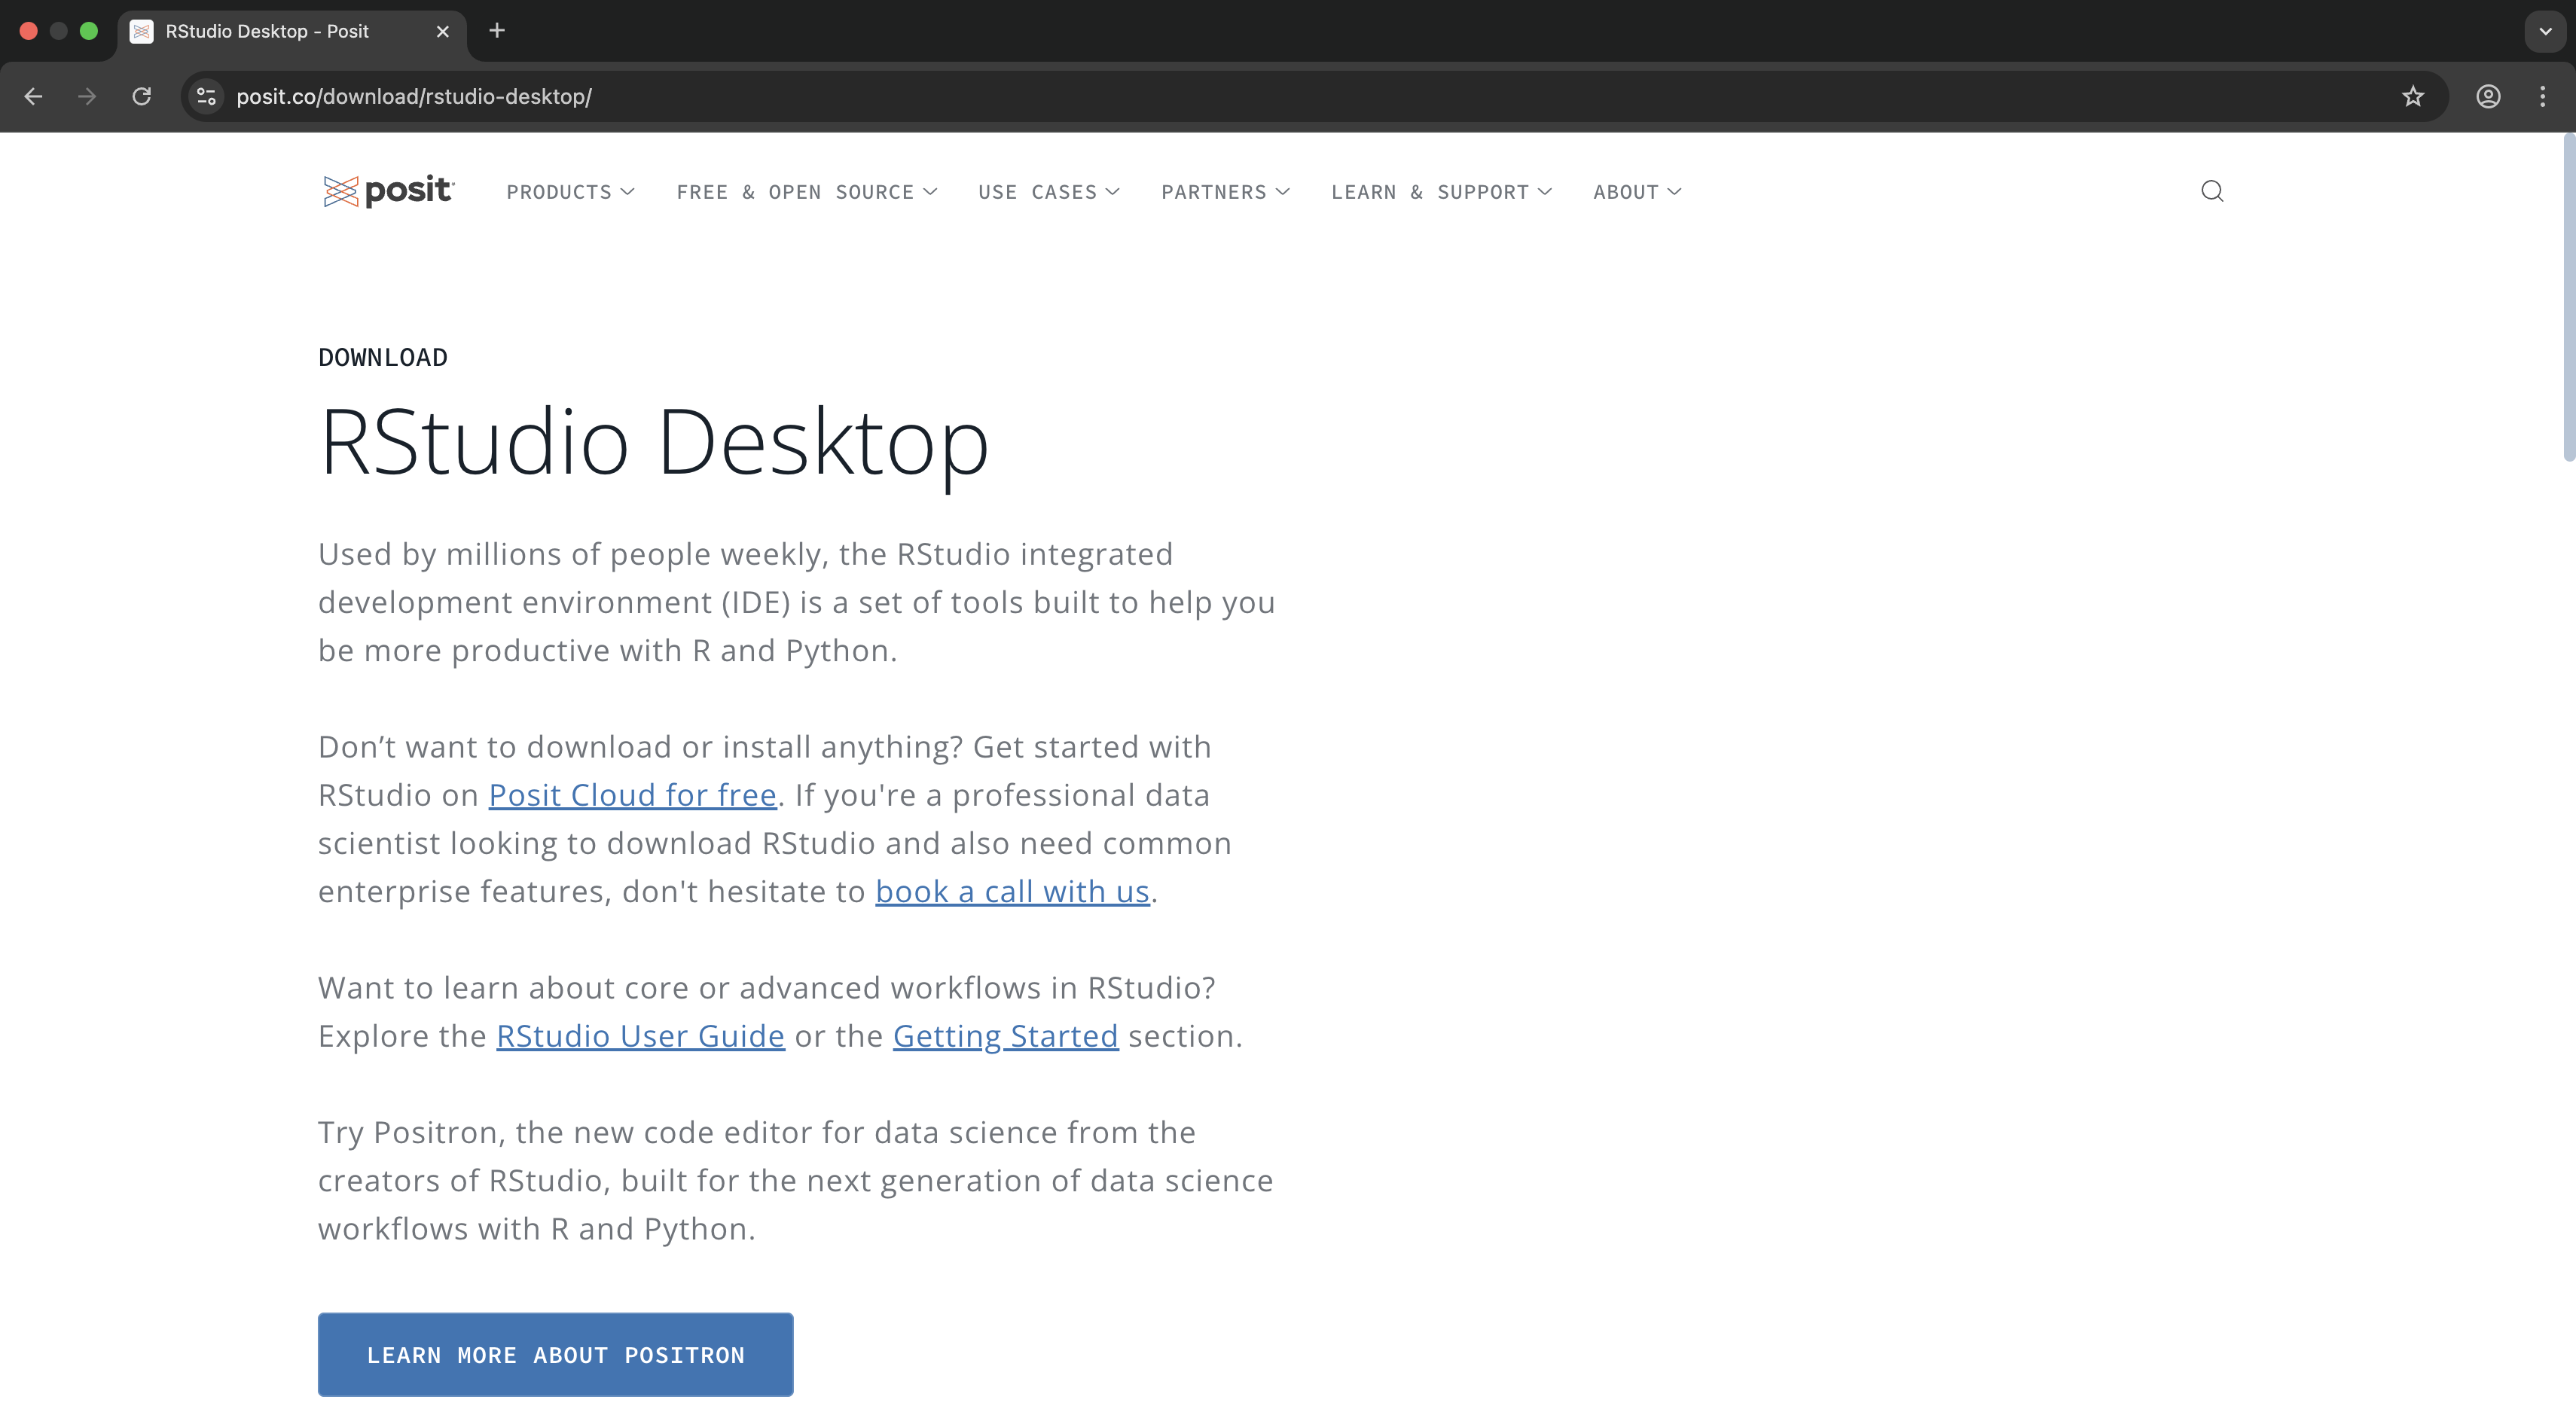 RStudio Desktop - Posit
posit.co/download/rstudio-desktop/
posit
PRODUCTS
FREE & OPEN SOURCE
USE CASES
PARTNERS
LEARN & SUPPORT
ABOUT
DOWNLOAD
RStudio Desktop
Used by millions of people weekly, the RStudio integrated
development environment (IDE) is a set of tools built to help you
be more productive with R and Python.
Don’t want to download or install anything? Get started with
RStudio on Posit Cloud for free. If you're a professional data
scientist looking to download RStudio and also need common
enterprise features, don't hesitate to book a call with us.
Want to learn about core or advanced workflows in RStudio?
Explore the RStudio User Guide or the Getting Started section.
Try Positron, the new code editor for data science from the
creators of RStudio, built for the next generation of data science
workflows with R and Python.
LEARN MORE ABOUT POSITRON